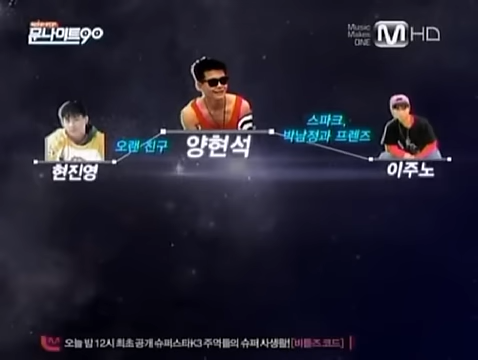 문나이트90
Music
Makes
ONE
M HD
스파크,
박남정과 프렌즈
오랜 친구
양현석
현진영
이주노
오늘 밤 12시 최초 공개 슈퍼스타K3 주역들의 슈퍼 사생활! [비틀즈 코드]